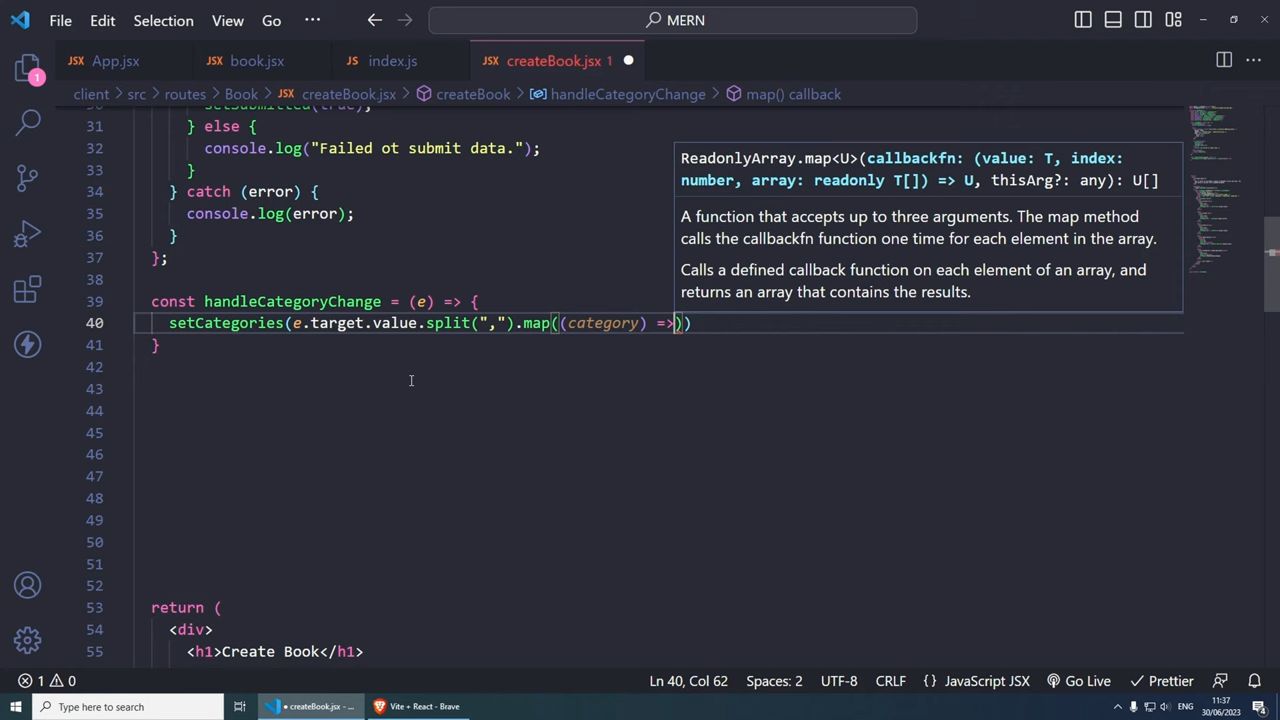 File Edit Selection View Go ··· MERN
App.jsx book.jsx index.js createBook.jsx 1
client > src > routes > Book > createBook.jsx > createBook > handleCategoryChange > map() callback
setSubmitted(true);
31 } else {
32 console.log("Failed ot submit data.");
33 }
34 } catch (error) {
35 console.log(error);
36 }
37 };
38
39 const handleCategoryChange = (e) => {
40 setCategories(e.target.value.split(",").map((category) =>))
41 }
42
43
44
45
46
47
48
49
50
51
52
53 return (
54 <div>
55 <h1>Create Book</h1>
ReadonlyArray.map<U>(callbackfn: (value: T, index:
number, array: readonly T[]) => U, thisArg?: any): U[]
A function that accepts up to three arguments. The map method
calls the callbackfn function one time for each element in the array.
Calls a defined callback function on each element of an array, and
returns an array that contains the results.
1
1 0 Ln 40, Col 62 Spaces: 2 UTF-8 CRLF {} JavaScript JSX Go Live Prettier
Type here to search createBook.jsx - ... Vite + React - Brave ENG 11:37
30/06/2023 4